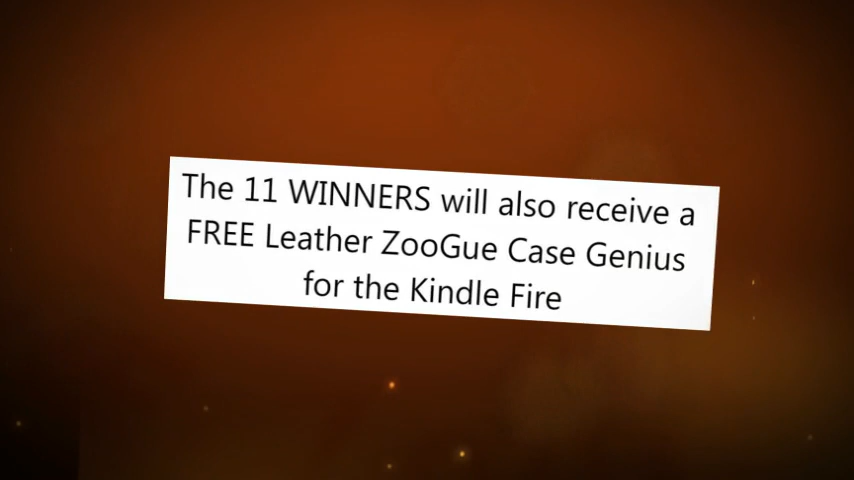 The 11 WINNERS will also receive a
FREE Leather ZooGue Case Genius
for the Kindle Fire